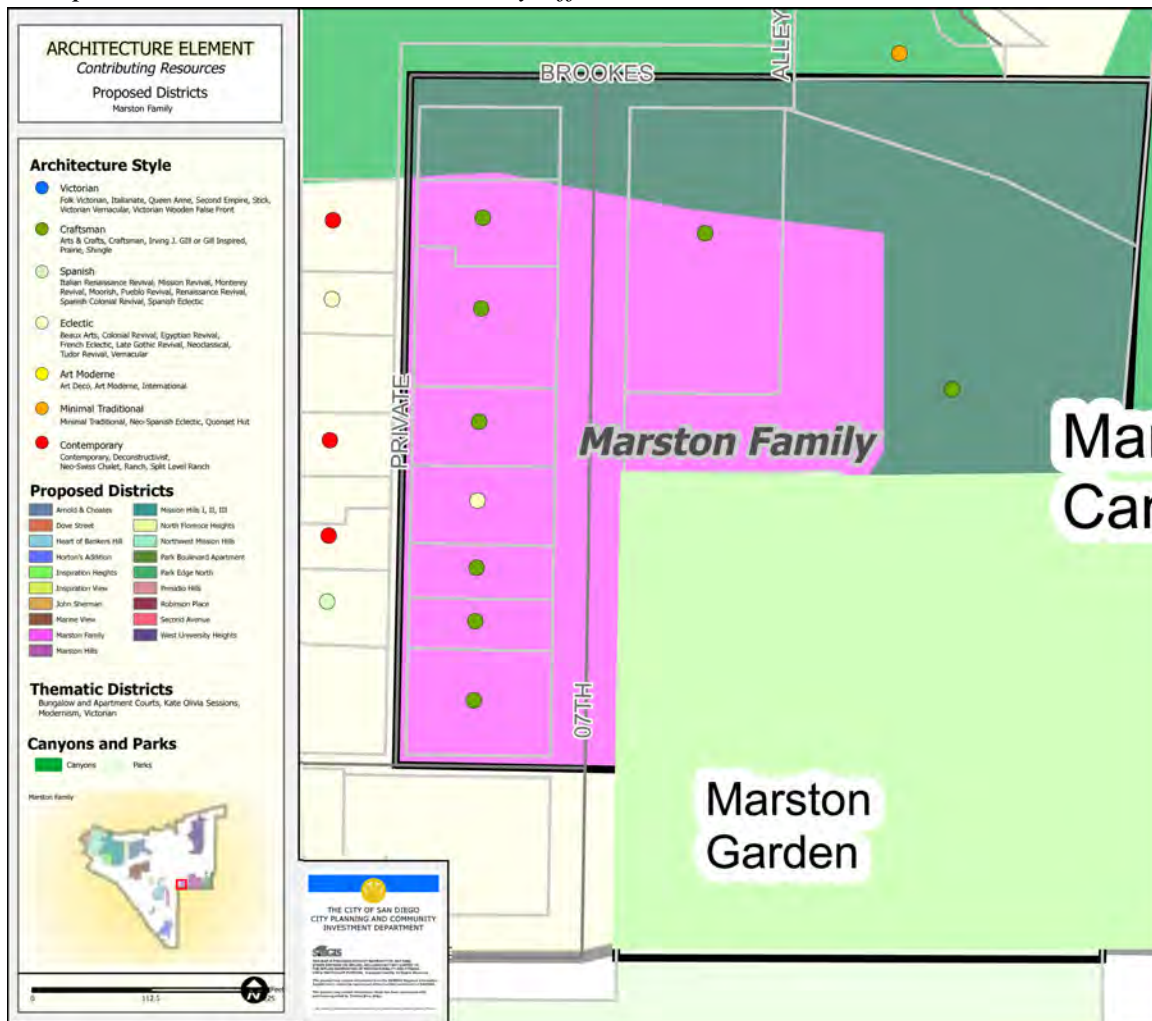 ARCHITECTURE ELEMENT
Contributing Resources
Proposed Districts
Marston Family
Architecture Style
Victorian
Folk Victorian, Italianate, Queen Anne, Second Empire, Stick,
Victorian Vernacular, Victorian Wooden False Front
Craftsman
Arts & Crafts, Craftsman, Irving J. Gill or Gill Inspired,
Prairie, Shingle
Spanish
Italian Renaissance Revival, Mission Revival, Monterey
Revival, Moorish, Pueblo Revival, Renaissance Revival,
Spanish Colonial Revival, Spanish Eclectic
Eclectic
Beaux Arts, Colonial Revival, Egyptian Revival,
French Eclectic, Late Gothic Revival, Neoclassical,
Tudor Revival, Vernacular
Art Moderne
Art Deco, Art Moderne, International
Minimal Traditional
Minimal Traditional, Neo-Spanish Eclectic, Quonset Hut
Contemporary
Contemporary, Deconstructivist,
Neo-Swiss Chalet, Ranch, Split Level Ranch
Proposed Districts
Arnold & Choates
Dove Street
Heart of Bankers Hill
Horton's Addition
Inspiration Heights
Inspiration View
John Sherman
Marine View
Marston Family
Marston Hills
Mission Hills I, II, III
North Florence Heights
Northwest Mission Hills
Park Boulevard Apartment
Park Edge North
Presidio Hills
Robinson Place
Second Avenue
West University Heights
Thematic Districts
Bungalow and Apartment Courts, Kate Olivia Sessions,
Modernism, Victorian
Canyons and Parks
Canyons
Parks
Marston Family
0 112.5
BROOKES
ALLEY
PRIVATE
Marston Family
Mar
Car
07TH
Marston
Garden
THE CITY OF SAN DIEGO
CITY PLANNING AND COMMUNITY
INVESTMENT DEPARTMENT
SanGIS